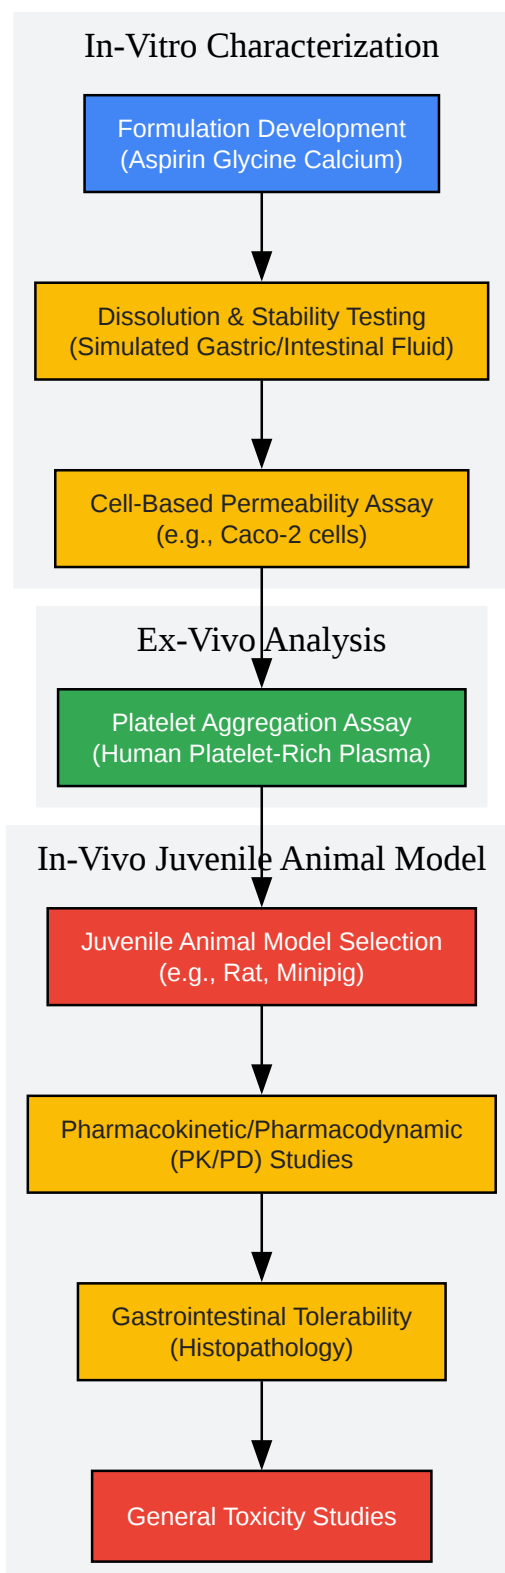 In-Vitro Characterization
Formulation Development
(Aspirin Glycine Calcium)
Dissolution & Stability Testing
(Simulated Gastric/Intestinal Fluid)
Cell-Based Permeability Assay
(e.g., Caco-2 cells)
Ex-Vivo Analysis
Platelet Aggregation Assay
(Human Platelet-Rich Plasma)
In-Vivo Juvenile Animal Model
Juvenile Animal Model Selection
(e.g., Rat, Minipig)
Pharmacokinetic/Pharmacodynamic
(PK/PD) Studies
Gastrointestinal Tolerability
(Histopathology)
General Toxicity Studies